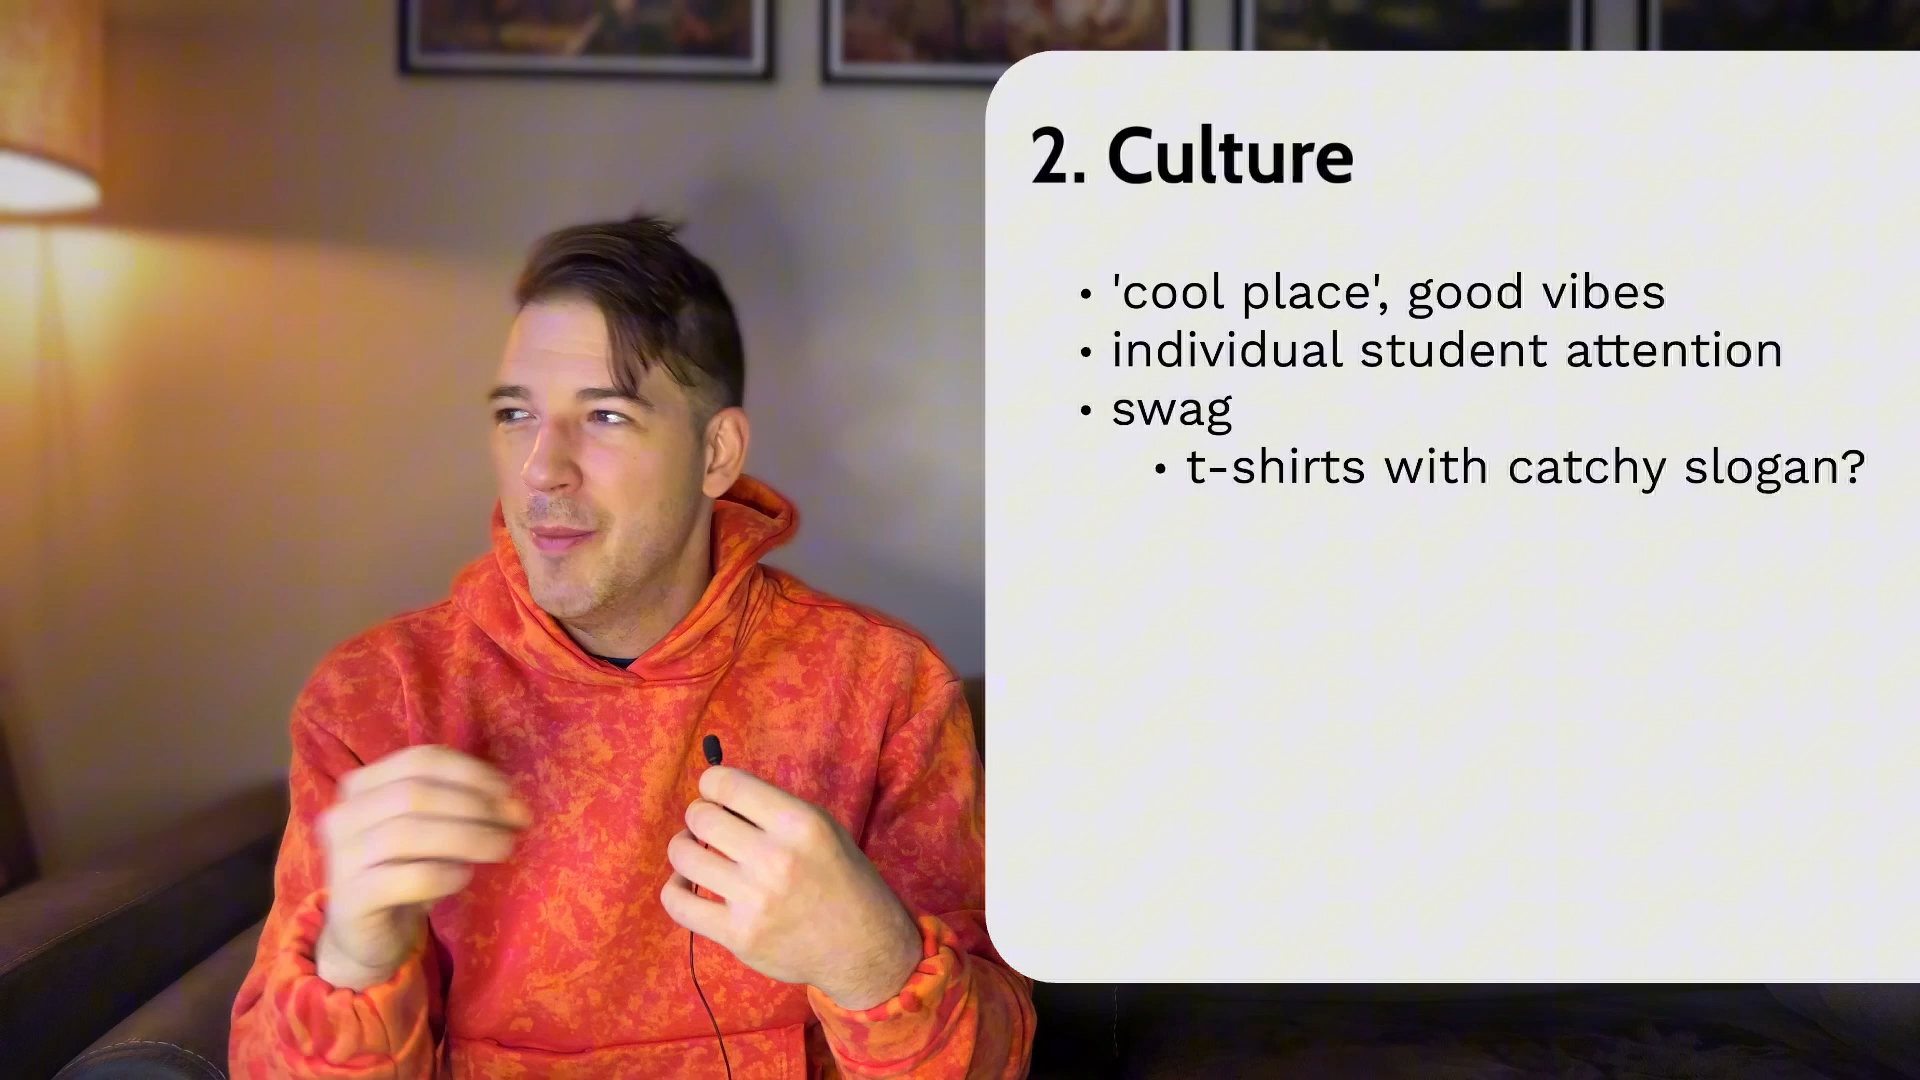 2. Culture
• 'cool place', good vibes
• individual student attention
• swag
• t-shirts with catchy slogan?